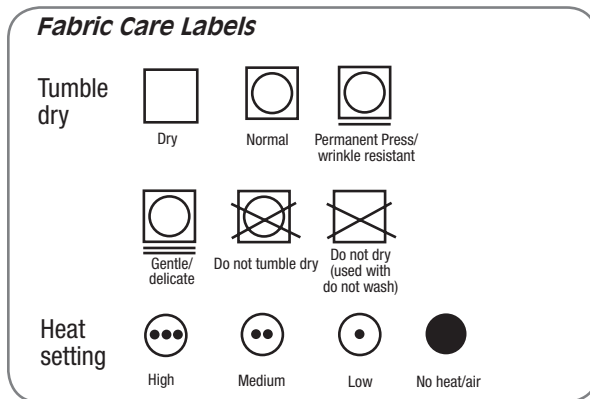 Fabric Care Labels
Tumble
dry
Dry
Normal
Permanent Press/
wrinkle resistant
Gentle/
delicate
Do not tumble dry
Do not dry
(used with
do not wash)
Heat
setting
High
Medium
Low
No heat/air